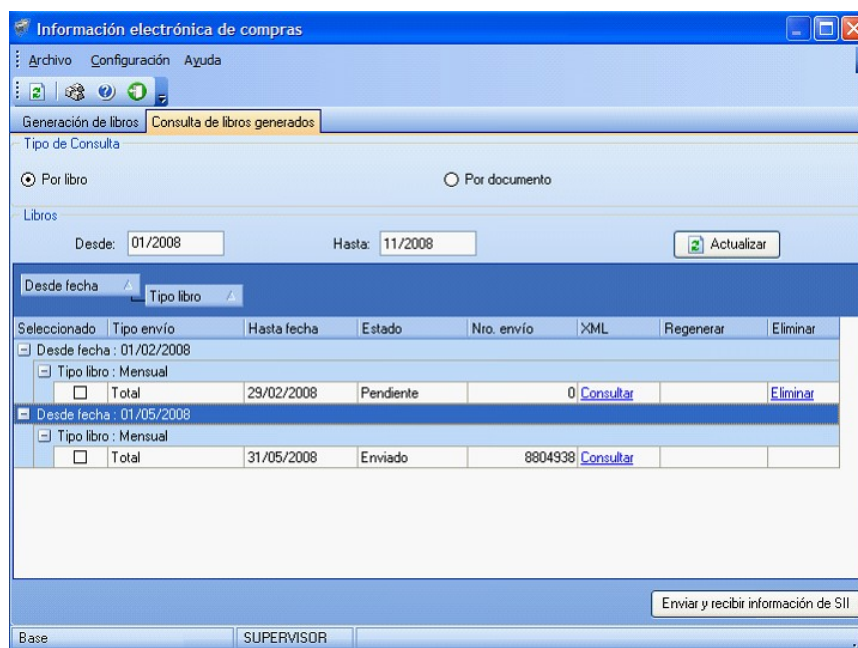 Información electrónica de compras
Archivo Configuración Ayuda
Generación de libros Consulta de libros generados
Tipo de Consulta
Por libro Por documento
Libros
Desde: 01/2008 Hasta: 11/2008 Actualizar
Desde fecha
Tipo libro
Seleccionado Tipo envío Hasta fecha Estado Nro. envío XML Regenerar Eliminar
Desde fecha : 01/02/2008
Tipo libro : Mensual
Total 29/02/2008 Pendiente 0 Consultar Eliminar
Desde fecha : 01/05/2008
Tipo libro : Mensual
Total 31/05/2008 Enviado 8804938 Consultar
Enviar y recibir información de SII
Base SUPERVISOR